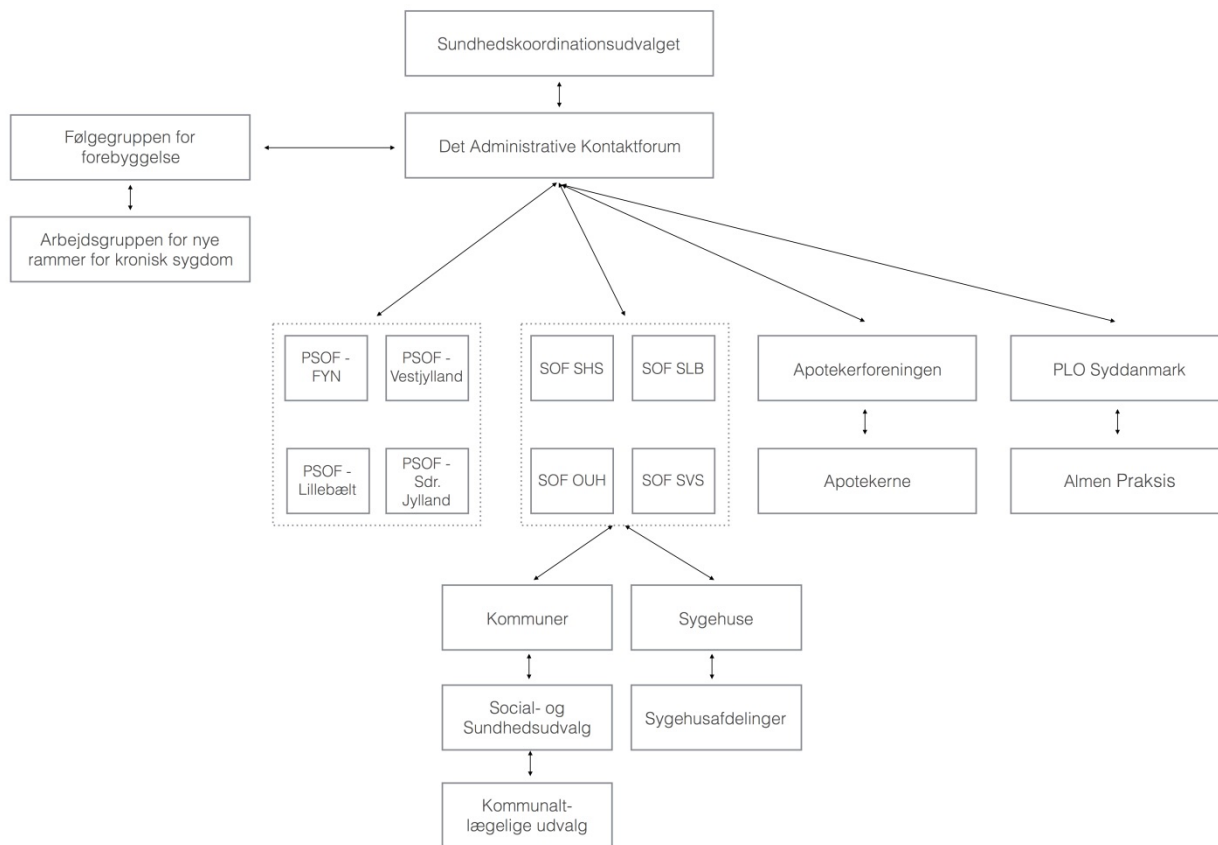 Sundhedskoordinationsudvalget
Følgegruppen for
forebyggelse
Det Administrative Kontaktforum
Arbejdsgruppen for nye
rammer for kronisk sygdom
PSOF -
FYN
PSOF -
Vestjylland
SOF SHS
SOF SLB
Apotekerforeningen
PLO Syddanmark
PSOF -
Lillebælt
PSOF -
Sdr.
Jylland
SOF OUH
SOF SVS
Apotekerne
Almen Praksis
Kommuner
Sygehuse
Social- og
Sundhedsudvalg
Sygehusafdelinger
Kommunalt-
lægelige udvalg